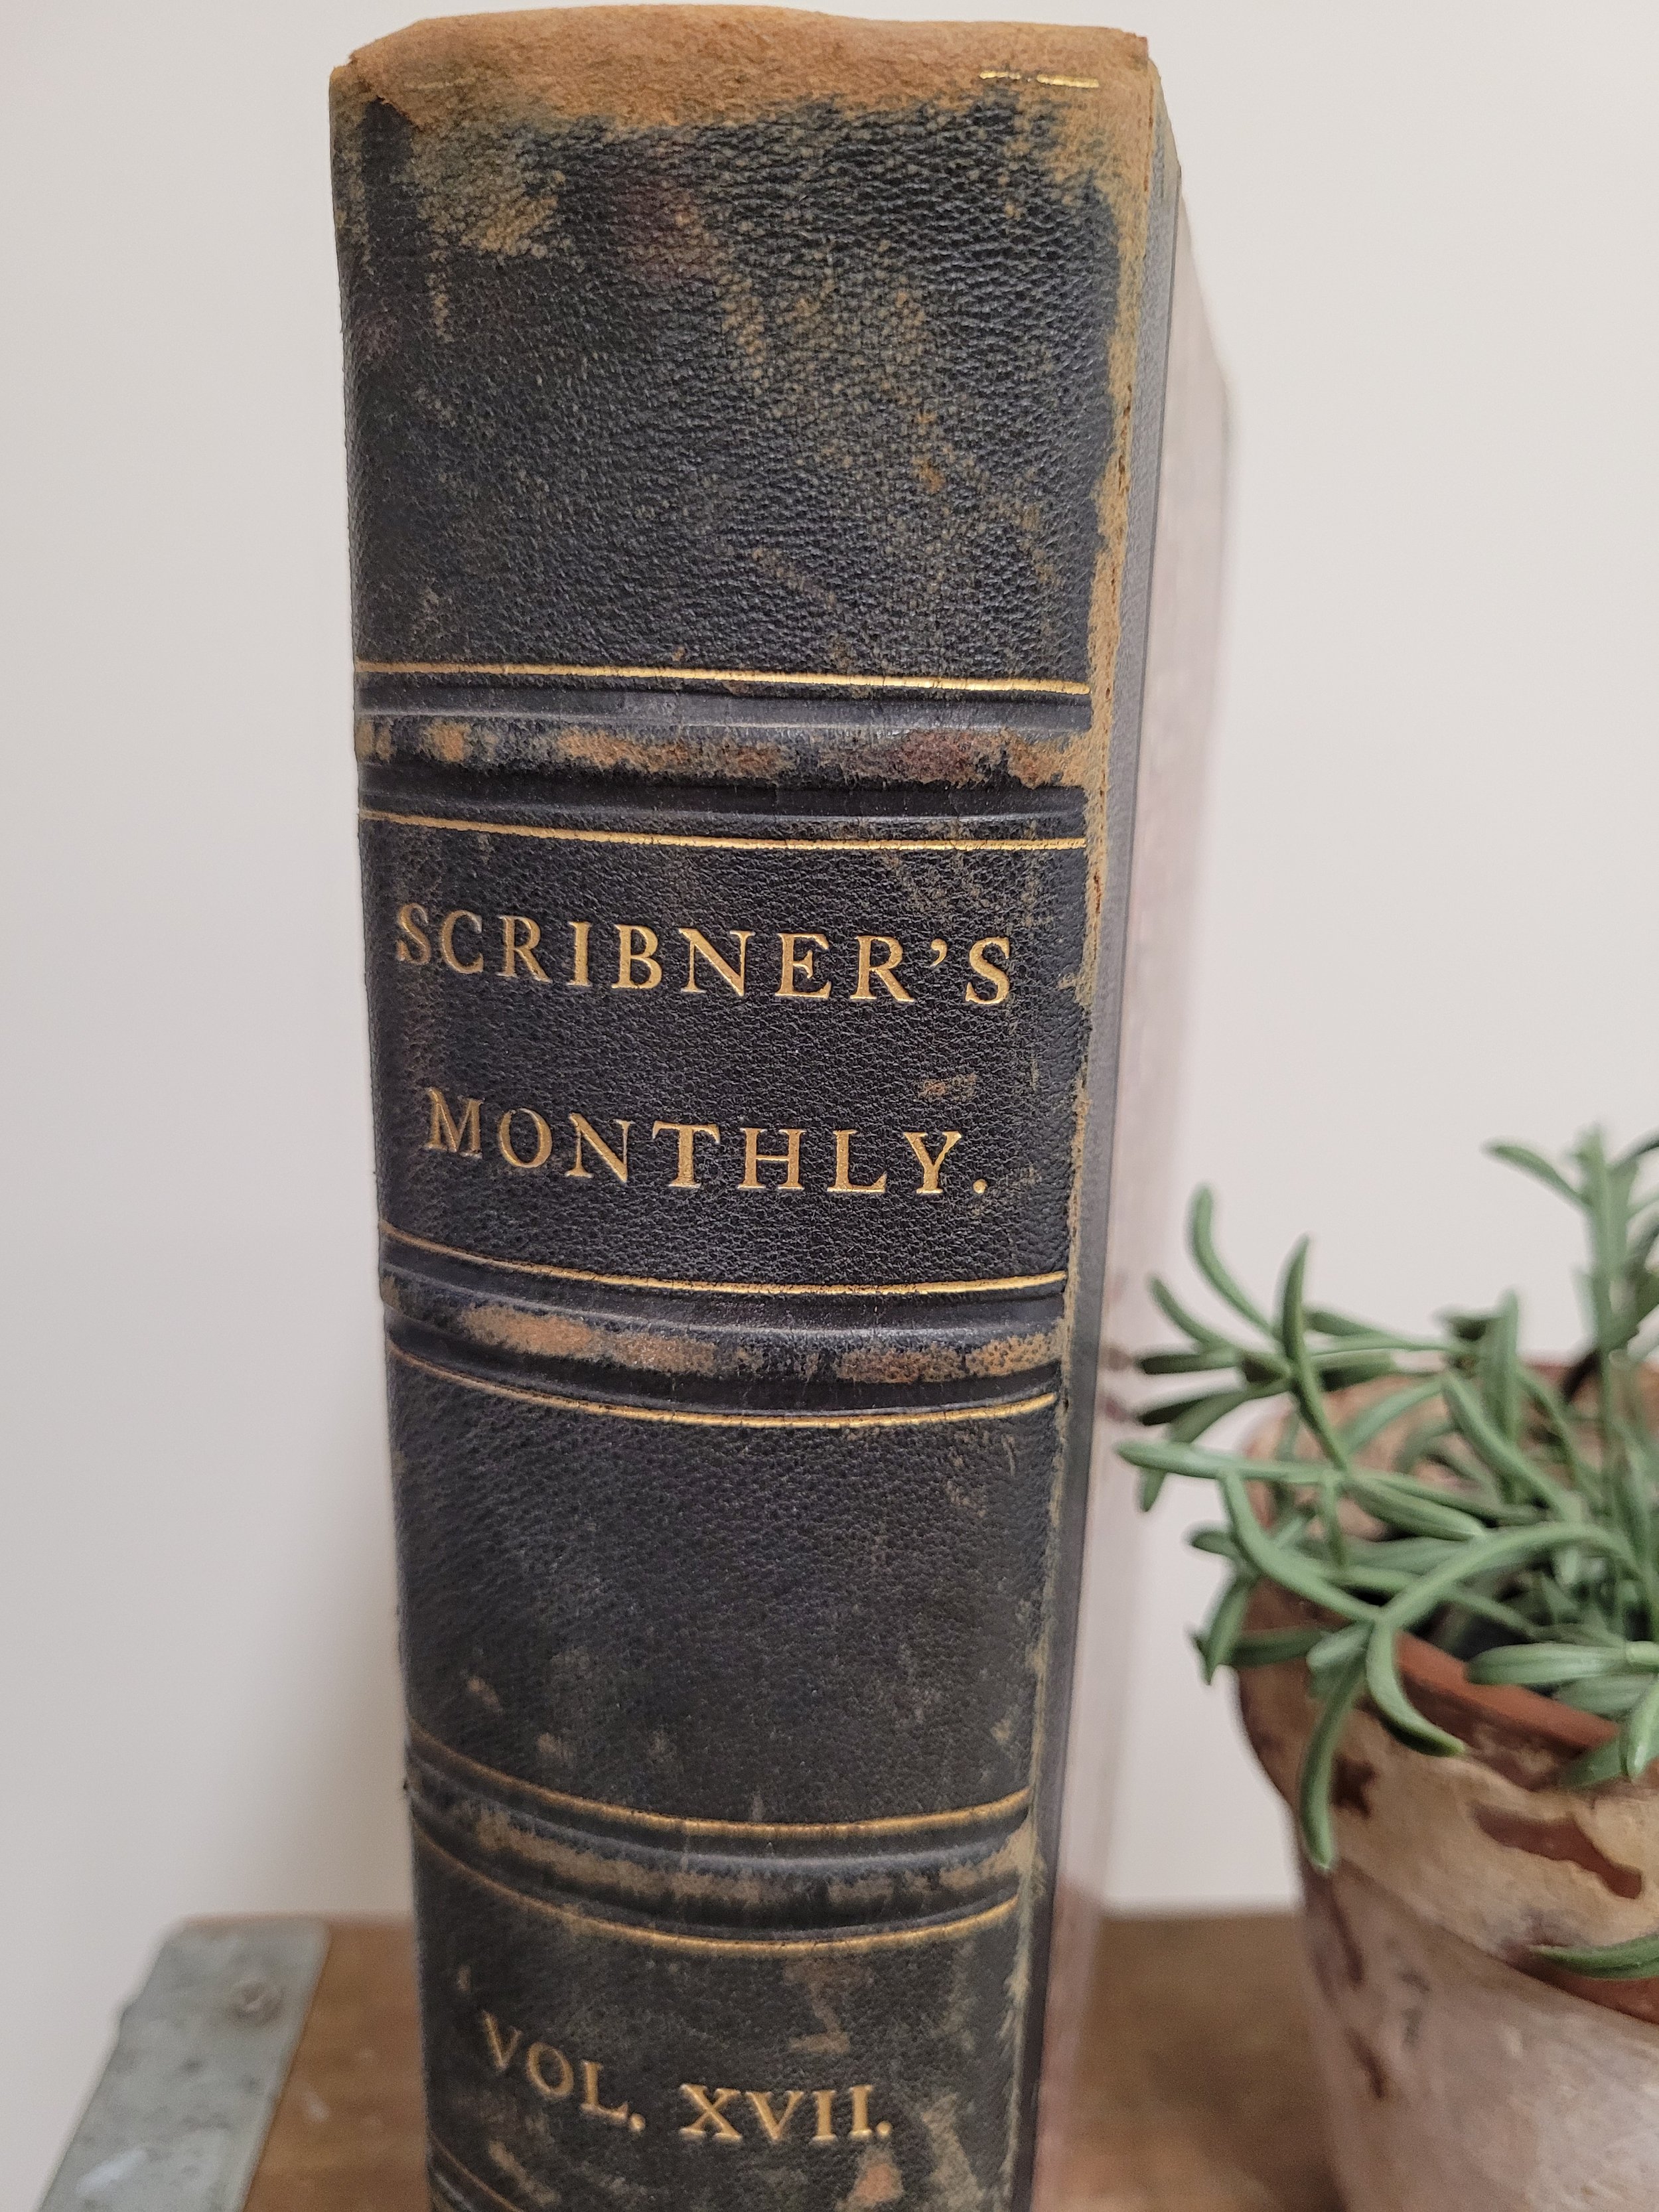 SCRIBNER'S
MONTHLY.
VOL. XVII.